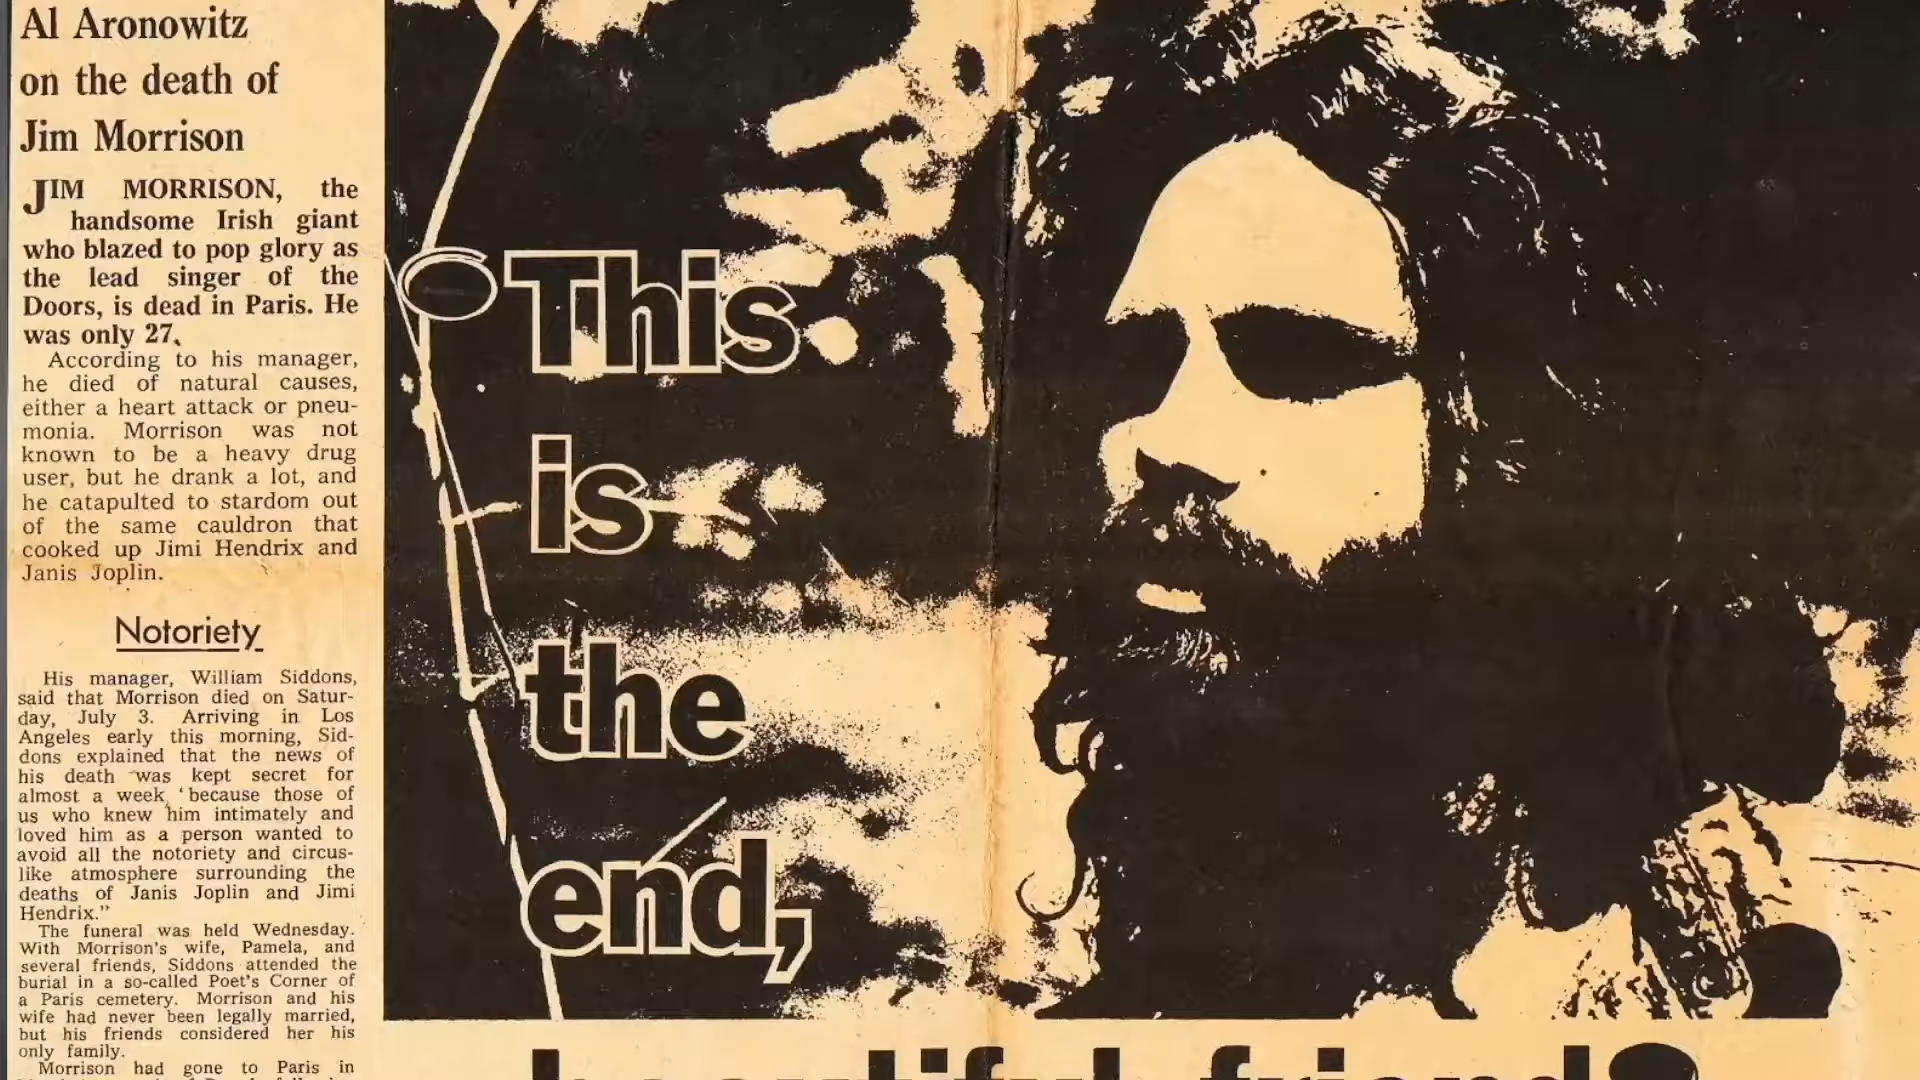 Al Aronowitz
on the death of
Jim Morrison
JIM MORRISON, the
handsome Irish giant
who blazed to pop glory as
the lead singer of the
Doors, is dead in Paris. He
was only 27.
According to his manager,
he died of natural causes,
either a heart attack or pneu-
monia. Morrison was not
known to be a heavy drug
user, but he drank a lot, and
he catapulted to stardom out
of the same cauldron that
cooked up Jimi Hendrix and
Janis Joplin.
Notoriety
His manager, William Siddons,
said that Morrison died on Satur-
day, July 3. Arriving in Los
Angeles early this morning, Sid-
dons explained that the news of
his death was kept secret for
almost a week ‘because those of
us who knew him intimately and
loved him as a person wanted to
avoid all the notoriety and circus-
like atmosphere surrounding the
deaths of Janis Joplin and Jimi
Hendrix.”
The funeral was held Wednesday.
With Morrison's wife, Pamela, and
several friends, Siddons attended the
burial in a so-called Poet's Corner of
a Paris cemetery. Morrison and his
wife had never been legally married,
but his friends considered her his
only family.
Morrison had gone to Paris in
This
is
the
end,
beautiful friend?